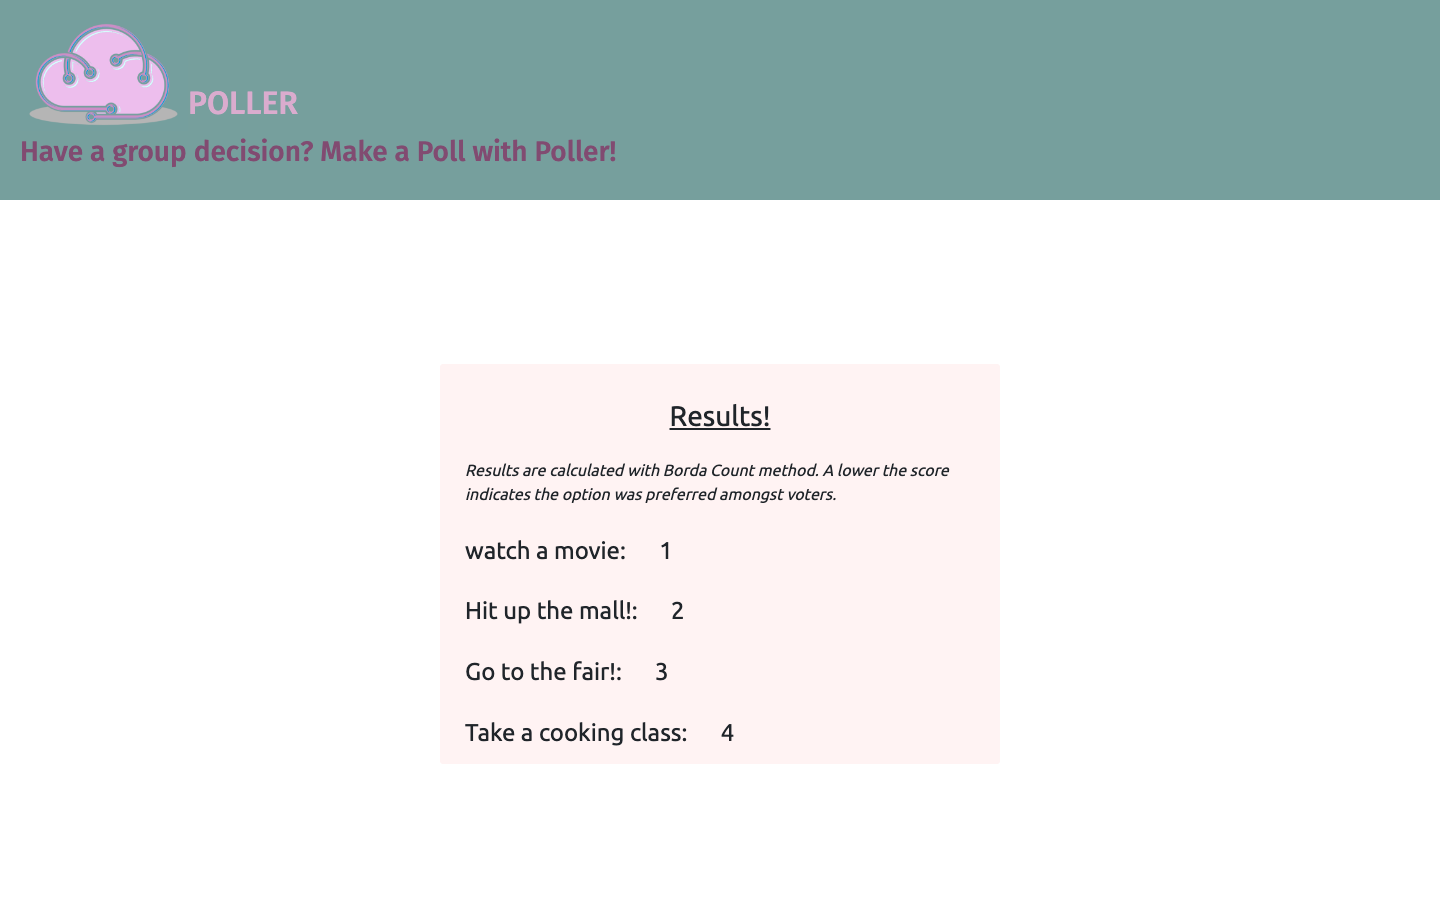 POLLER
Have a group decision? Make a Poll with Poller!
Results!
Results are calculated with Borda Count method. A lower the score
indicates the option was preferred amongst voters.
watch a movie: 1
Hit up the mall!: 2
Go to the fair!: 3
Take a cooking class: 4